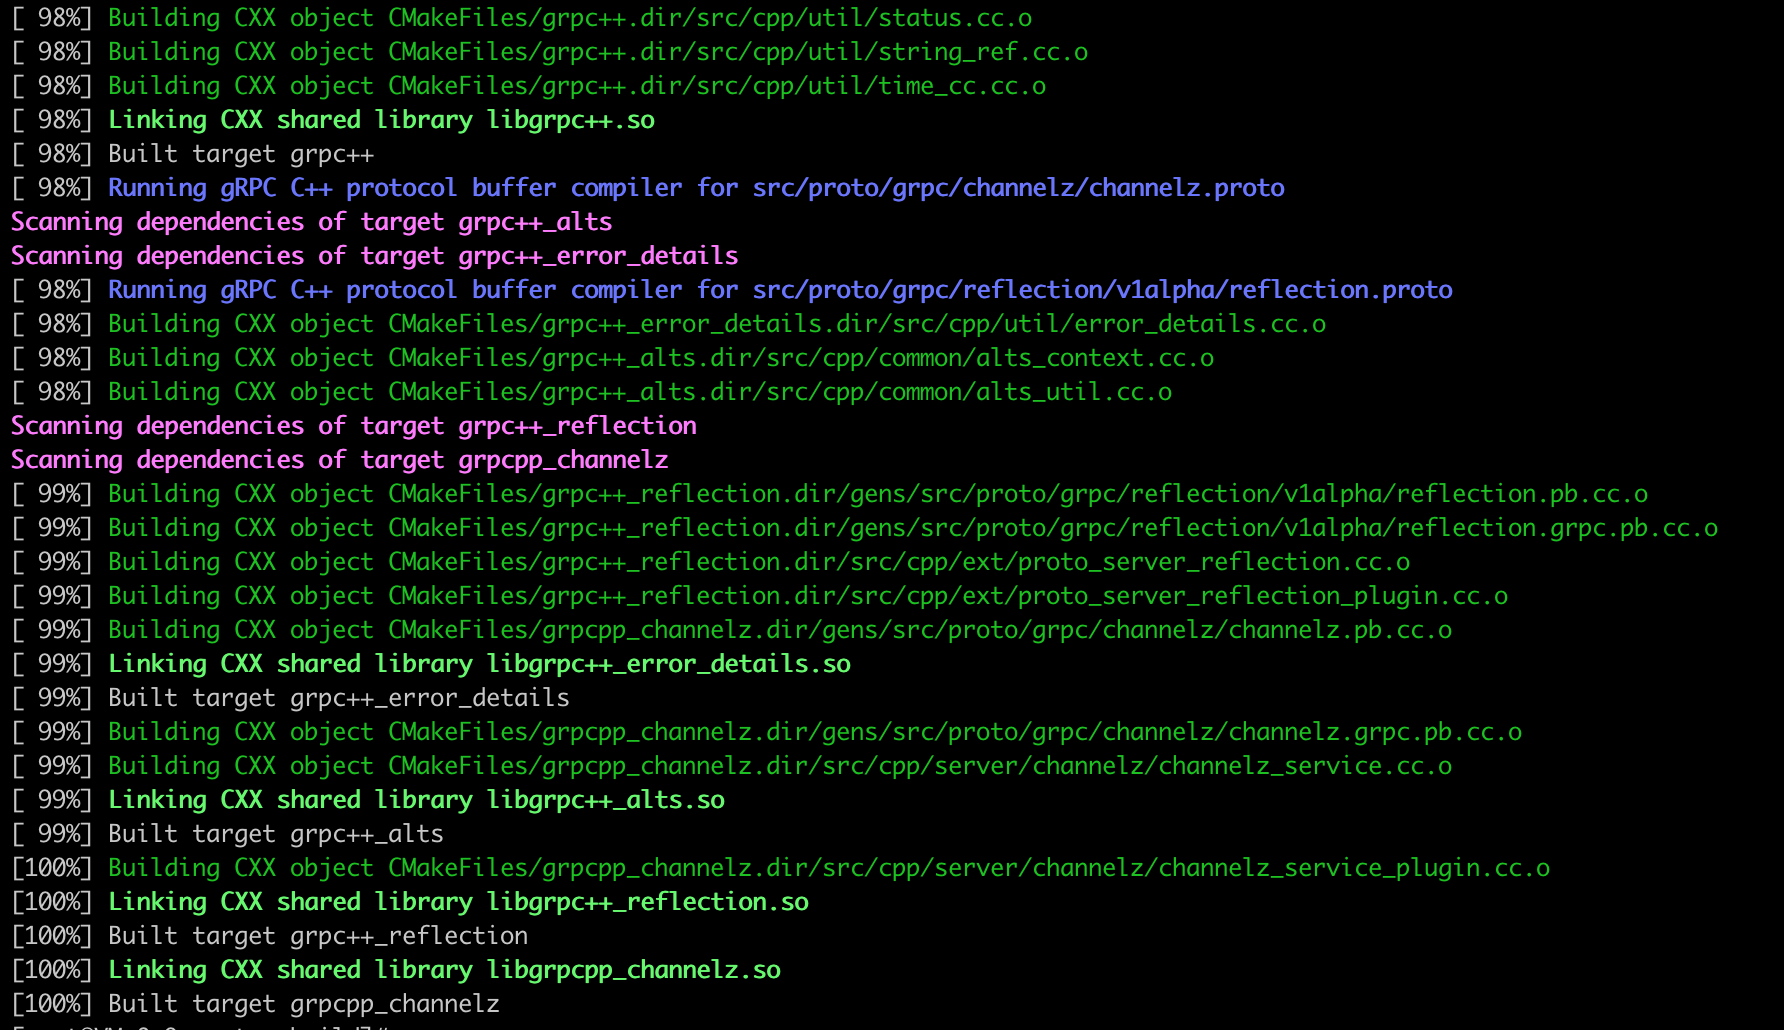 [ 98%] Building CXX object CMakeFiles/grpc++.dir/src/cpp/util/status.cc.o
[ 98%] Building CXX object CMakeFiles/grpc++.dir/src/cpp/util/string_ref.cc.o
[ 98%] Building CXX object CMakeFiles/grpc++.dir/src/cpp/util/time_cc.cc.o
[ 98%] Linking CXX shared library libgrpc++.so
[ 98%] Built target grpc++
[ 98%] Running gRPC C++ protocol buffer compiler for src/proto/grpc/channelz/channelz.proto
Scanning dependencies of target grpc++_alts
Scanning dependencies of target grpc++_error_details
[ 98%] Running gRPC C++ protocol buffer compiler for src/proto/grpc/reflection/v1alpha/reflection.proto
[ 98%] Building CXX object CMakeFiles/grpc++_error_details.dir/src/cpp/util/error_details.cc.o
[ 98%] Building CXX object CMakeFiles/grpc++_alts.dir/src/cpp/common/alts_context.cc.o
[ 98%] Building CXX object CMakeFiles/grpc++_alts.dir/src/cpp/common/alts_util.cc.o
Scanning dependencies of target grpc++_reflection
Scanning dependencies of target grpcpp_channelz
[ 99%] Building CXX object CMakeFiles/grpc++_reflection.dir/gens/src/proto/grpc/reflection/v1alpha/reflection.pb.cc.o
[ 99%] Building CXX object CMakeFiles/grpc++_reflection.dir/gens/src/proto/grpc/reflection/v1alpha/reflection.grpc.pb.cc.o
[ 99%] Building CXX object CMakeFiles/grpc++_reflection.dir/src/cpp/ext/proto_server_reflection.cc.o
[ 99%] Building CXX object CMakeFiles/grpc++_reflection.dir/src/cpp/ext/proto_server_reflection_plugin.cc.o
[ 99%] Building CXX object CMakeFiles/grpcpp_channelz.dir/gens/src/proto/grpc/channelz/channelz.pb.cc.o
[ 99%] Linking CXX shared library libgrpc++_error_details.so
[ 99%] Built target grpc++_error_details
[ 99%] Building CXX object CMakeFiles/grpcpp_channelz.dir/gens/src/proto/grpc/channelz/channelz.grpc.pb.cc.o
[ 99%] Building CXX object CMakeFiles/grpcpp_channelz.dir/src/cpp/server/channelz/channelz_service.cc.o
[ 99%] Linking CXX shared library libgrpc++_alts.so
[ 99%] Built target grpc++_alts
[100%] Building CXX object CMakeFiles/grpcpp_channelz.dir/src/cpp/server/channelz/channelz_service_plugin.cc.o
[100%] Linking CXX shared library libgrpc++_reflection.so
[100%] Built target grpc++_reflection
[100%] Linking CXX shared library libgrpcpp_channelz.so
[100%] Built target grpcpp_channelz